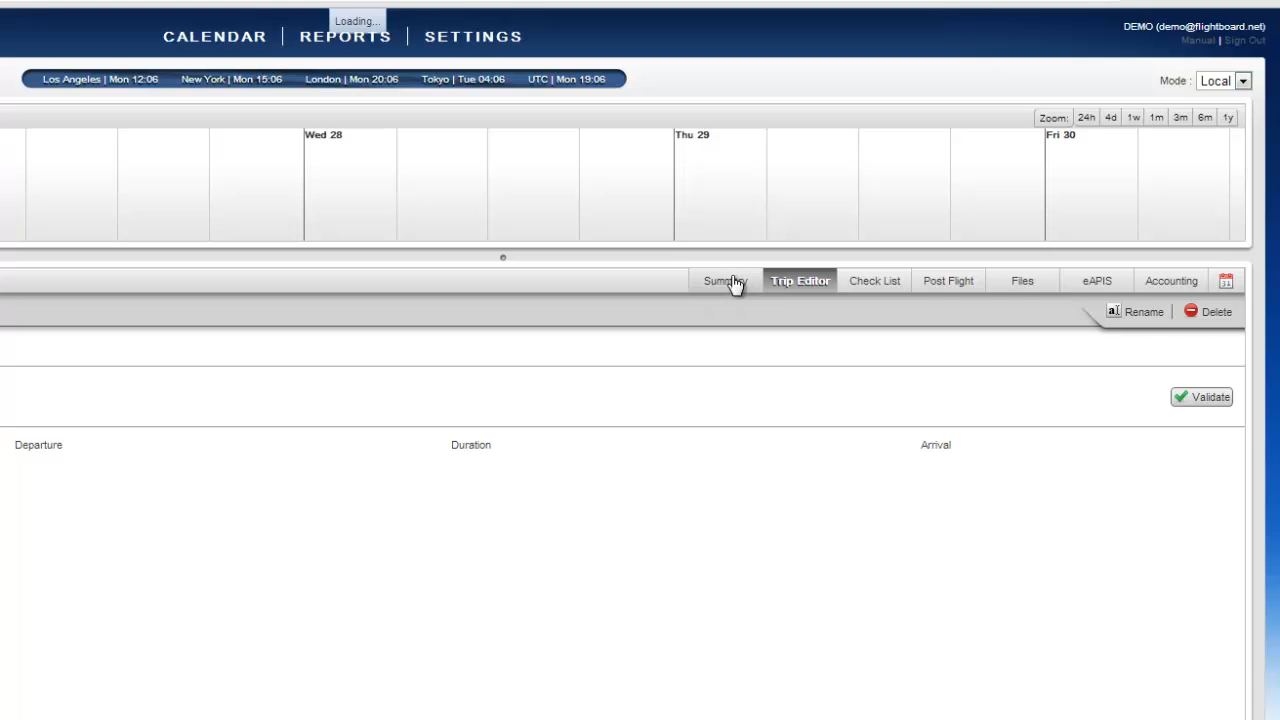 Loading...
CALENDAR | REPORTS | SETTINGS
DEMO (demo@flightboard.net)
Manual | Sign Out
Los Angeles | Mon 12:06 New York | Mon 15:06 London | Mon 20:06 Tokyo | Tue 04:06 UTC | Mon 19:06
Mode : Local
Zoom: 24h 4d 1w 1m 3m 6m 1y
Wed 28 Thu 29 Fri 30
Summary Trip Editor Check List Post Flight Files eAPIS Accounting 31
aI Rename | Delete
Validate
Departure Duration Arrival